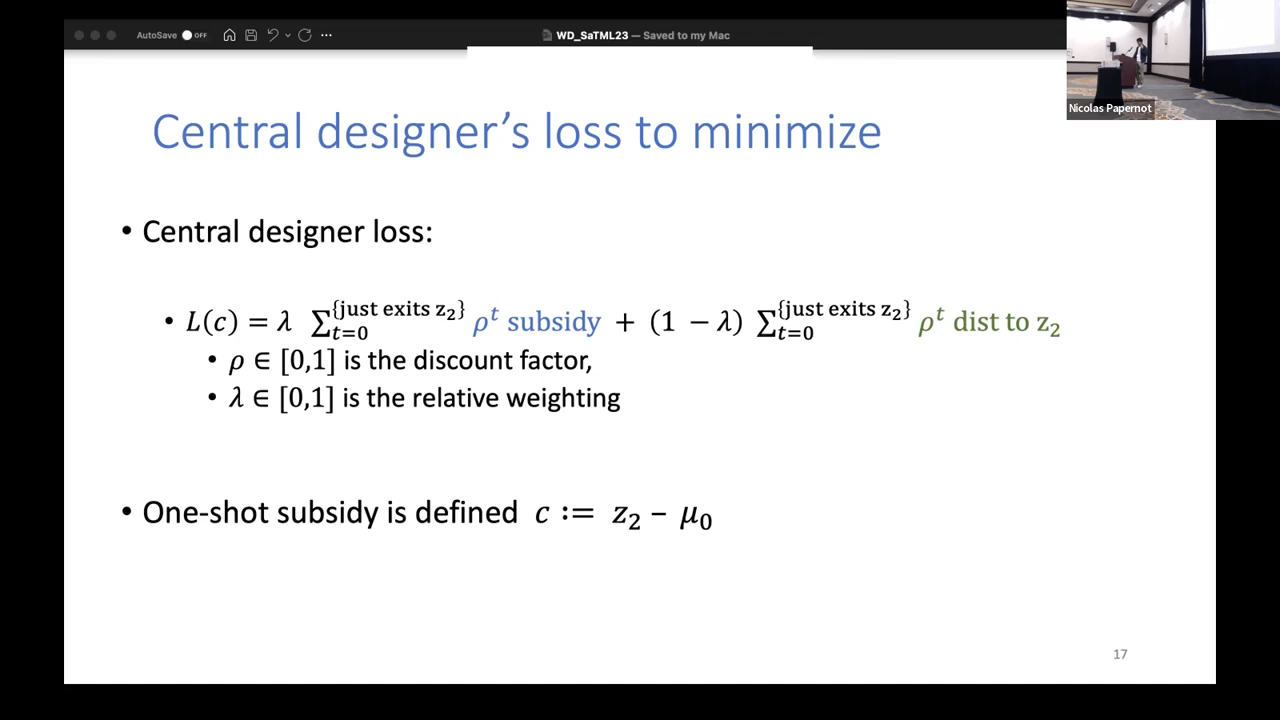 AutoSave OFF
WD_SaTML23 — Saved to my Mac
Nicolas Papernot
Central designer's loss to minimize
• Central designer loss:
• L(c) = λ ∑_{t=0}^{{just exits z₂}} ρᵗ subsidy + (1 − λ) ∑_{t=0}^{{just exits z₂}} ρᵗ dist to z₂
• ρ ∈ [0,1] is the discount factor,
• λ ∈ [0,1] is the relative weighting
• One-shot subsidy is defined c := z₂ − μ₀
17